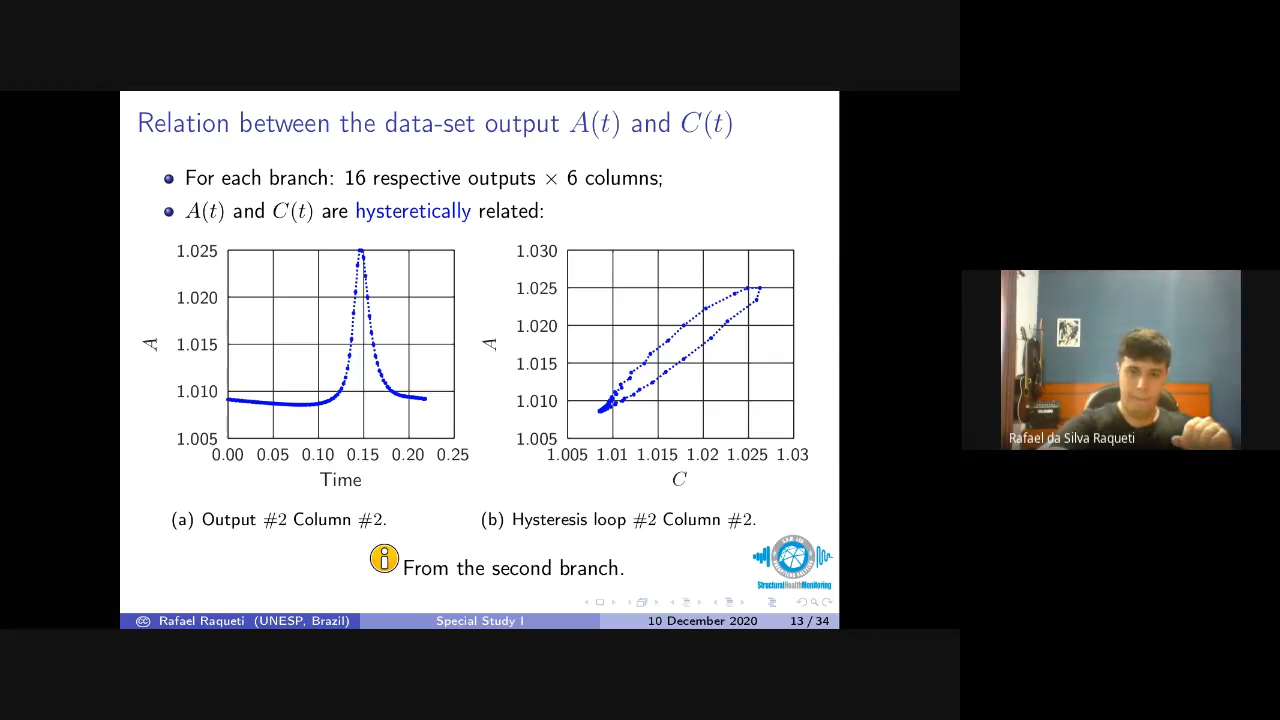 Relation between the data-set output A(t) and C(t)
For each branch: 16 respective outputs × 6 columns;
A(t) and C(t) are hysteretically related:
1.025
1.020
1.015
1.010
1.005
A
0.00 0.05 0.10 0.15 0.20 0.25
Time
(a) Output #2 Column #2.
1.030
1.025
1.020
1.015
1.010
1.005
A
1.005 1.01 1.015 1.02 1.025 1.03
C
(b) Hysteresis loop #2 Column #2.
i From the second branch.
StructuralHealthMonitoring
cc Rafael Raqueti (UNESP, Brazil) Special Study I 10 December 2020 13 / 34
Rafael da Silva Raqueti